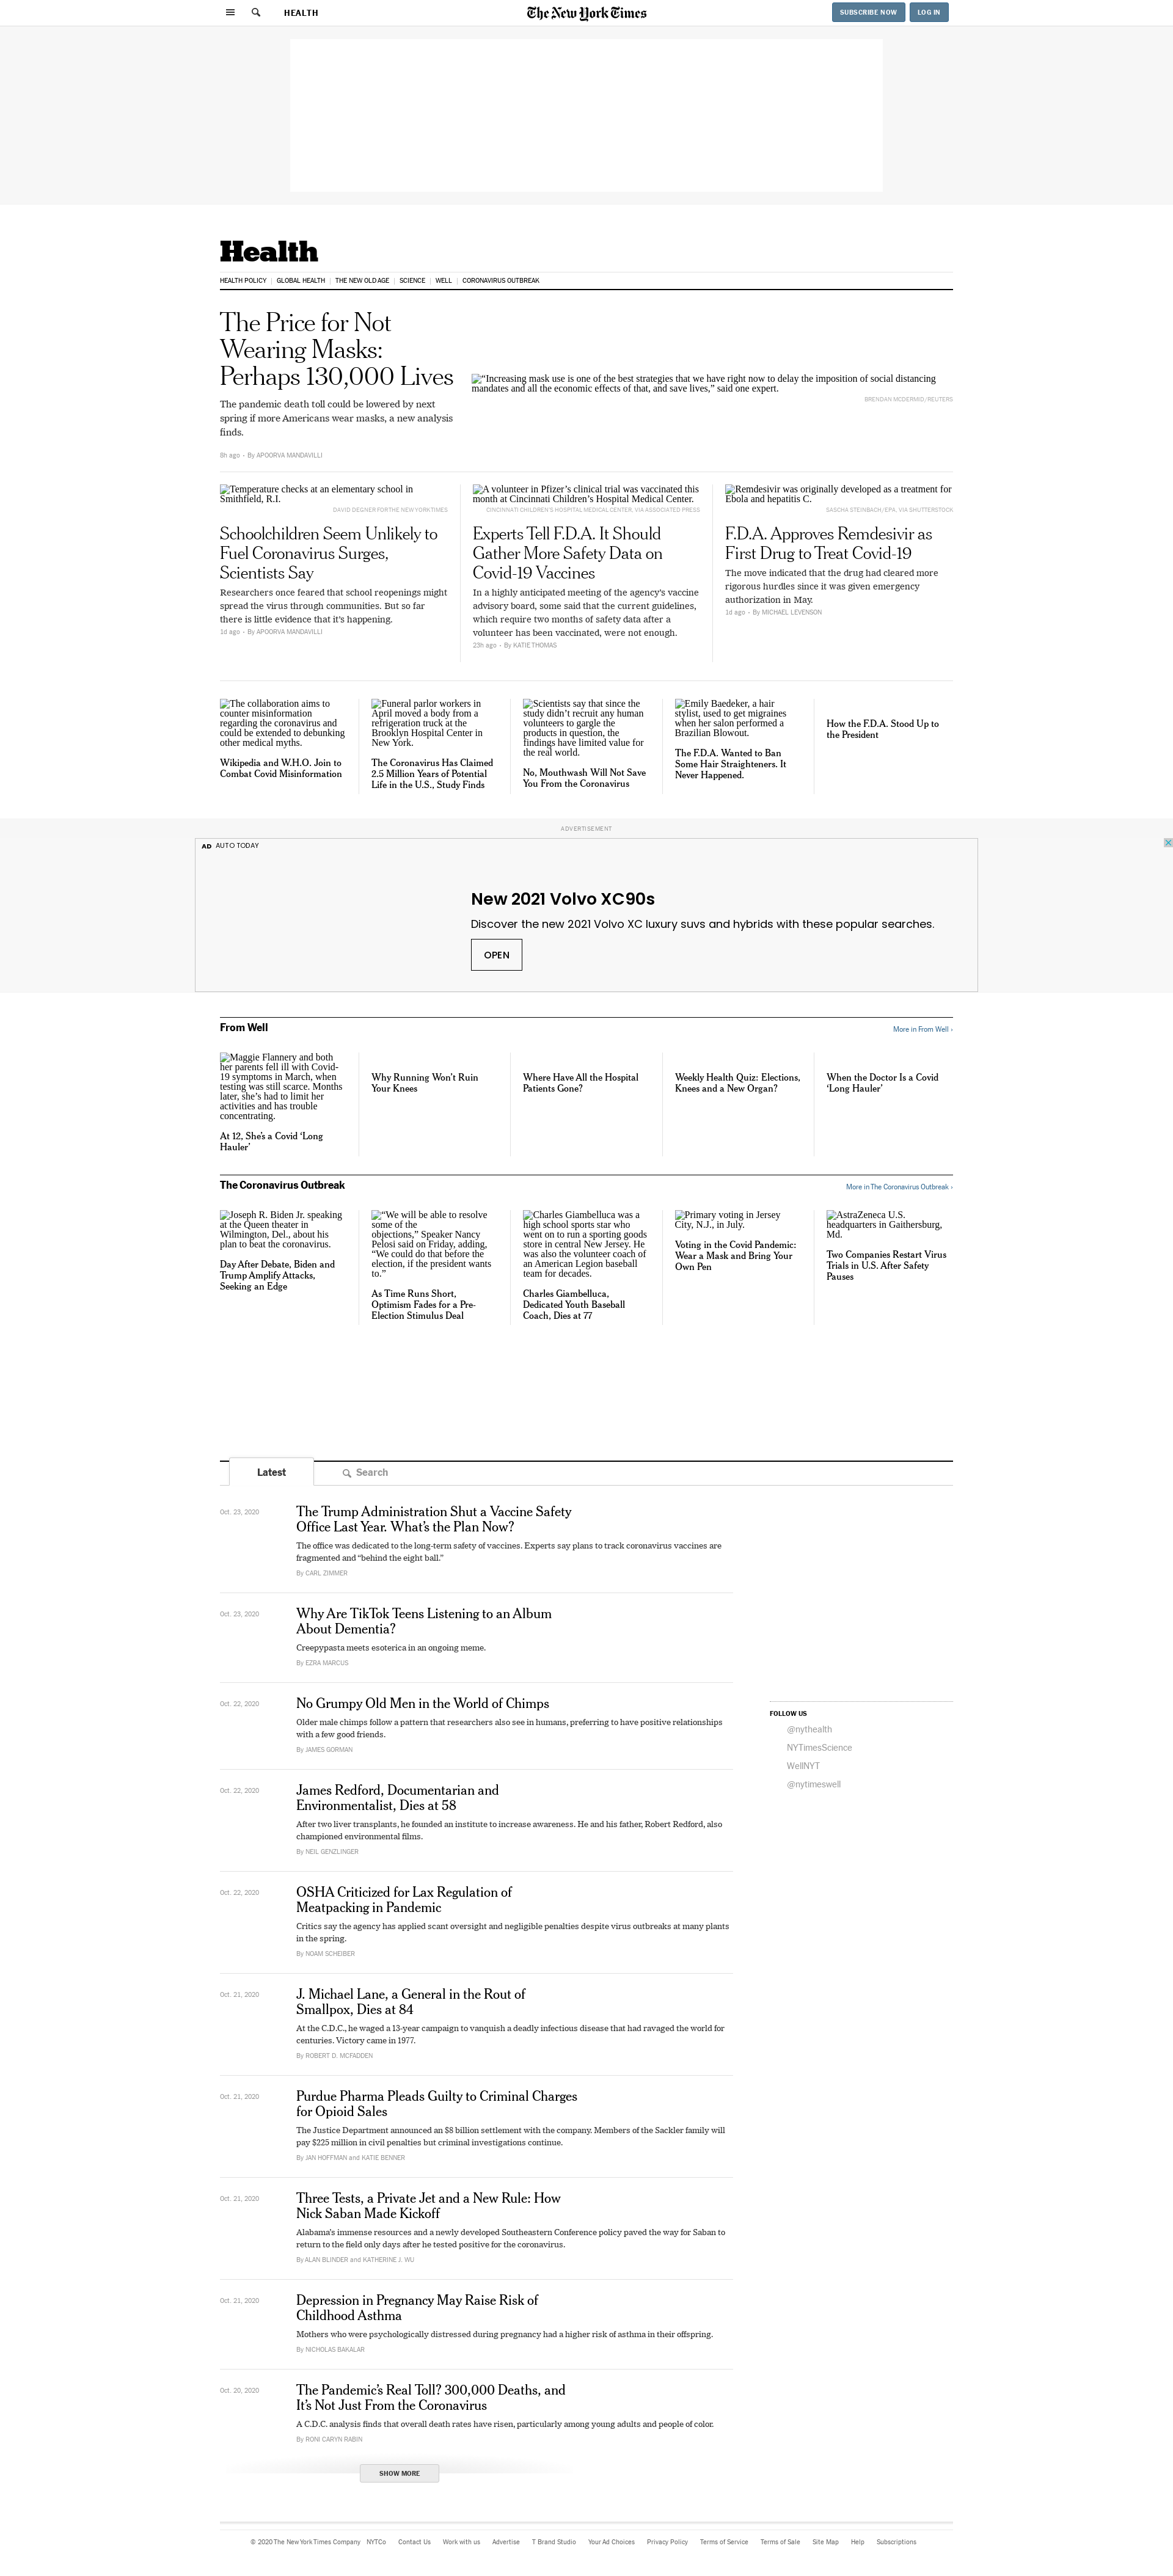 HEALTH
The New York Times
SUBSCRIBE NOW
LOG IN
Health
HEALTH POLICY | GLOBAL HEALTH | THE NEW OLD AGE | SCIENCE | WELL | CORONAVIRUS OUTBREAK
The Price for Not
Wearing Masks:
Perhaps 130,000 Lives
The pandemic death toll could be lowered by next
spring if more Americans wear masks, a new analysis
finds.
8h ago - By APOORVA MANDAVILLI
“Increasing mask use is one of the best strategies that we have right now to delay the imposition of social distancing
mandates and all the economic effects of that, and save lives,” said one expert.
BRENDAN MCDERMID/REUTERS
Temperature checks at an elementary school in
Smithfield, R.I.
DAVID DEGNER FOR THE NEW YORK TIMES
Schoolchildren Seem Unlikely to
Fuel Coronavirus Surges,
Scientists Say
Researchers once feared that school reopenings might
spread the virus through communities. But so far
there is little evidence that it’s happening.
1d ago - By APOORVA MANDAVILLI
A volunteer in Pfizer’s clinical trial was vaccinated this
month at Cincinnati Children’s Hospital Medical Center.
CINCINNATI CHILDREN'S HOSPITAL MEDICAL CENTER, VIA ASSOCIATED PRESS
Experts Tell F.D.A. It Should
Gather More Safety Data on
Covid-19 Vaccines
In a highly anticipated meeting of the agency’s vaccine
advisory board, some said that the current guidelines,
which require two months of safety data after a
volunteer has been vaccinated, were not enough.
23h ago - By KATIE THOMAS
Remdesivir was originally developed as a treatment for
Ebola and hepatitis C.
SASCHA STEINBACH/EPA, VIA SHUTTERSTOCK
F.D.A. Approves Remdesivir as
First Drug to Treat Covid-19
The move indicated that the drug had cleared more
rigorous hurdles since it was given emergency
authorization in May.
1d ago - By MICHAEL LEVENSON
The collaboration aims to
counter misinformation
regarding the coronavirus and
could be extended to debunking
other medical myths.
Wikipedia and W.H.O. Join to
Combat Covid Misinformation
Funeral parlor workers in
April moved a body from a
refrigeration truck at the
Brooklyn Hospital Center in
New York.
The Coronavirus Has Claimed
2.5 Million Years of Potential
Life in the U.S., Study Finds
Scientists say that since the
study didn’t recruit any human
volunteers to gargle the
products in question, the
findings have limited value for
the real world.
No, Mouthwash Will Not Save
You From the Coronavirus
Emily Baedeker, a hair
stylist, used to get migraines
when her salon performed a
Brazilian Blowout.
The F.D.A. Wanted to Ban
Some Hair Straighteners. It
Never Happened.
How the F.D.A. Stood Up to
the President
ADVERTISEMENT
AD AUTO TODAY
New 2021 Volvo XC90s
Discover the new 2021 Volvo XC luxury suvs and hybrids with these popular searches.
OPEN
From Well
More in From Well ›
Maggie Flannery and both
her parents fell ill with Covid-
19 symptoms in March, when
testing was still scarce. Months
later, she’s had to limit her
activities and has trouble
concentrating.
At 12, She’s a Covid ‘Long
Hauler’
Why Running Won’t Ruin
Your Knees
Where Have All the Hospital
Patients Gone?
Weekly Health Quiz: Elections,
Knees and a New Organ?
When the Doctor Is a Covid
‘Long Hauler’
The Coronavirus Outbreak
More in The Coronavirus Outbreak ›
Joseph R. Biden Jr. speaking
at the Queen theater in
Wilmington, Del., about his
plan to beat the coronavirus.
Day After Debate, Biden and
Trump Amplify Attacks,
Seeking an Edge
“We will be able to resolve
some of the
objections,” Speaker Nancy
Pelosi said on Friday, adding,
“We could do that before the
election, if the president wants
to.”
As Time Runs Short,
Optimism Fades for a Pre-
Election Stimulus Deal
Charles Giambelluca was a
high school sports star who
went on to run a sporting goods
store in central New Jersey. He
was also the volunteer coach of
an American Legion baseball
team for decades.
Charles Giambelluca,
Dedicated Youth Baseball
Coach, Dies at 77
Primary voting in Jersey
City, N.J., in July.
Voting in the Covid Pandemic:
Wear a Mask and Bring Your
Own Pen
AstraZeneca U.S.
headquarters in Gaithersburg,
Md.
Two Companies Restart Virus
Trials in U.S. After Safety
Pauses
Latest
Search
Oct. 23, 2020
The Trump Administration Shut a Vaccine Safety
Office Last Year. What’s the Plan Now?
The office was dedicated to the long-term safety of vaccines. Experts say plans to track coronavirus vaccines are
fragmented and “behind the eight ball.”
By CARL ZIMMER
Oct. 23, 2020
Why Are TikTok Teens Listening to an Album
About Dementia?
Creepypasta meets esoterica in an ongoing meme.
By EZRA MARCUS
Oct. 22, 2020
No Grumpy Old Men in the World of Chimps
Older male chimps follow a pattern that researchers also see in humans, preferring to have positive relationships
with a few good friends.
By JAMES GORMAN
FOLLOW US
@nythealth
NYTimesScience
WellNYT
@nytimeswell
Oct. 22, 2020
James Redford, Documentarian and
Environmentalist, Dies at 58
After two liver transplants, he founded an institute to increase awareness. He and his father, Robert Redford, also
championed environmental films.
By NEIL GENZLINGER
Oct. 22, 2020
OSHA Criticized for Lax Regulation of
Meatpacking in Pandemic
Critics say the agency has applied scant oversight and negligible penalties despite virus outbreaks at many plants
in the spring.
By NOAM SCHEIBER
Oct. 21, 2020
J. Michael Lane, a General in the Rout of
Smallpox, Dies at 84
At the C.D.C., he waged a 13-year campaign to vanquish a deadly infectious disease that had ravaged the world for
centuries. Victory came in 1977.
By ROBERT D. MCFADDEN
Oct. 21, 2020
Purdue Pharma Pleads Guilty to Criminal Charges
for Opioid Sales
The Justice Department announced an $8 billion settlement with the company. Members of the Sackler family will
pay $225 million in civil penalties but criminal investigations continue.
By JAN HOFFMAN and KATIE BENNER
Oct. 21, 2020
Three Tests, a Private Jet and a New Rule: How
Nick Saban Made Kickoff
Alabama’s immense resources and a newly developed Southeastern Conference policy paved the way for Saban to
return to the field only days after he tested positive for the coronavirus.
By ALAN BLINDER and KATHERINE J. WU
Oct. 21, 2020
Depression in Pregnancy May Raise Risk of
Childhood Asthma
Mothers who were psychologically distressed during pregnancy had a higher risk of asthma in their offspring.
By NICHOLAS BAKALAR
Oct. 20, 2020
The Pandemic’s Real Toll? 300,000 Deaths, and
It’s Not Just From the Coronavirus
A C.D.C. analysis finds that overall death rates have risen, particularly among young adults and people of color.
By RONI CARYN RABIN
SHOW MORE
© 2020 The New York Times Company NYTCo Contact Us Work with us Advertise T Brand Studio Your Ad Choices Privacy Policy Terms of Service Terms of Sale Site Map Help Subscriptions